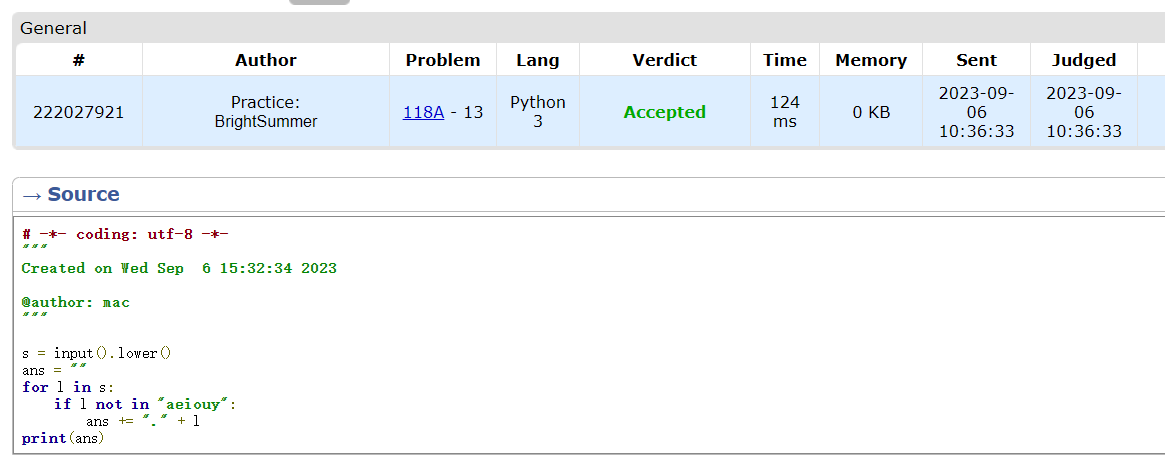 General
# Author Problem Lang Verdict Time Memory Sent Judged
222027921 Practice: BrightSummer 118A - 13 Python 3 Accepted 124 ms 0 KB 2023-09-06 10:36:33 2023-09-06 10:36:33
→ Source
# -*- coding: utf-8 -*-
"""
Created on Wed Sep  6 15:32:34 2023

@author: mac
"""

s = input().lower()
ans = ""
for l in s:
    if l not in "aeiouy":
        ans += "." + l
print(ans)